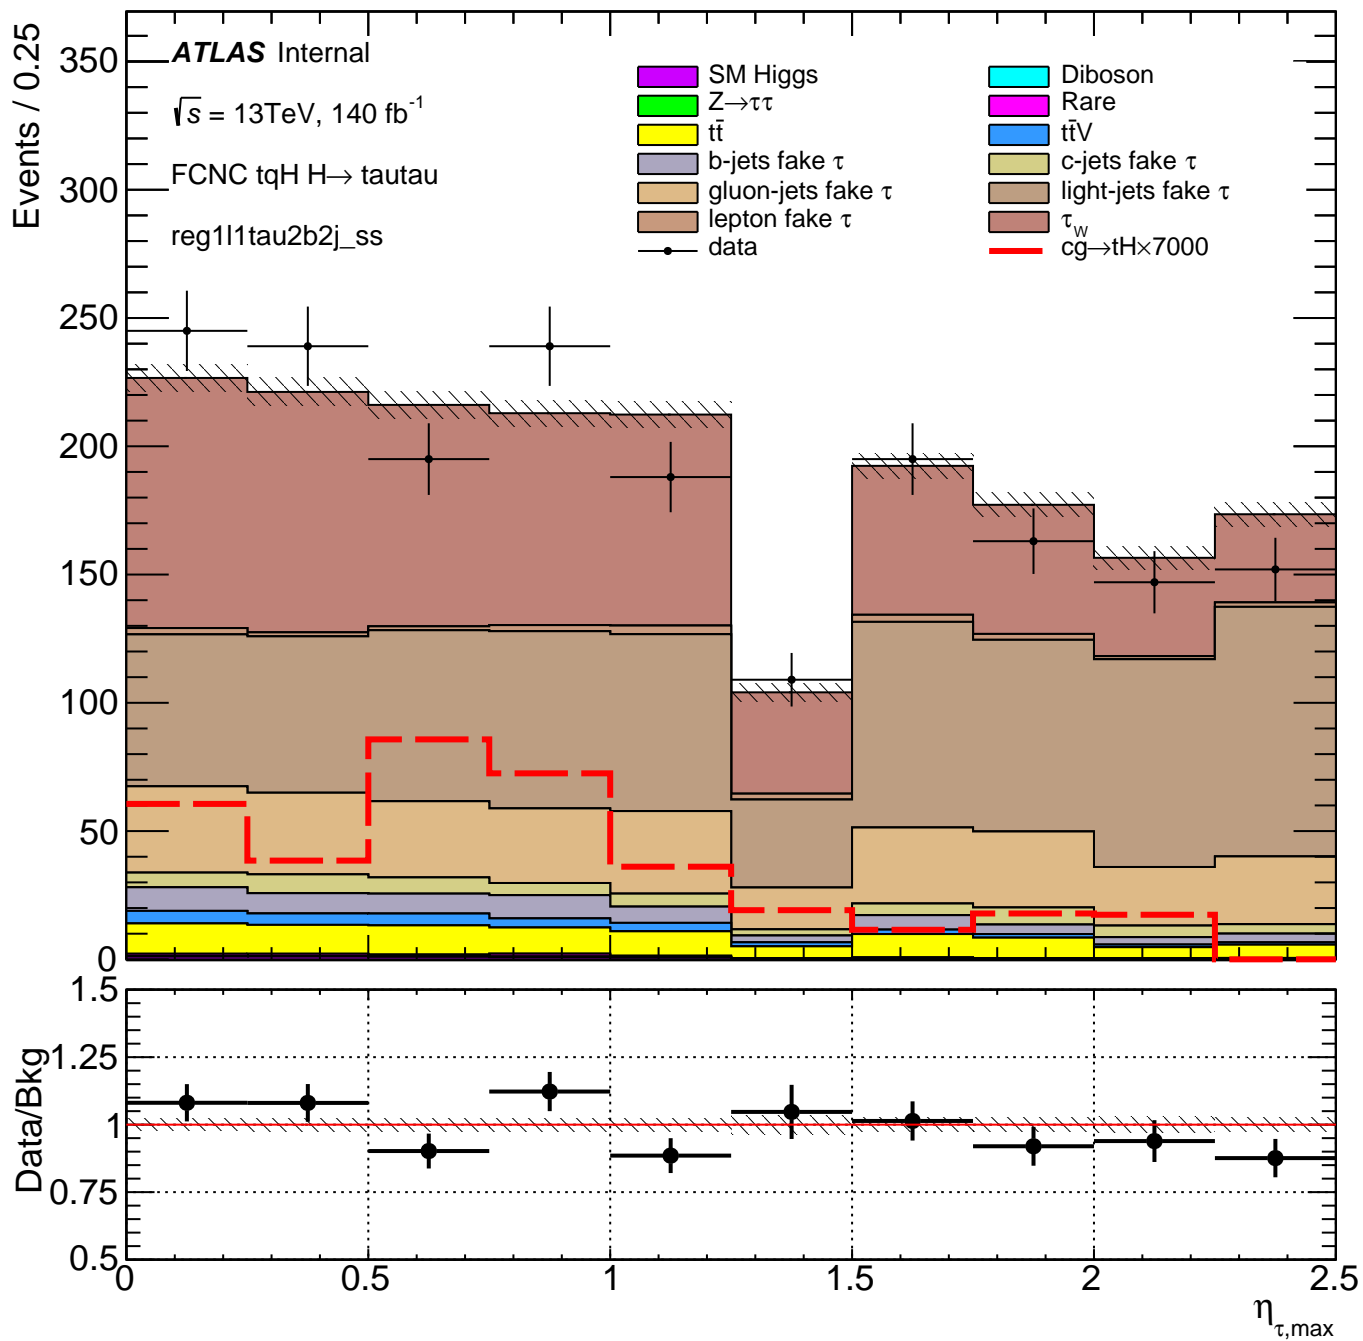 Events / 0.25
350
300
250
200
150
100
50
0
ATLAS Internal
√s = 13TeV, 140 fb⁻¹
FCNC tqH H→ tautau
reg1l1tau2b2j_ss
SM Higgs
Diboson
Z→ττ
Rare
tt̄
tt̄V
b-jets fake τ
c-jets fake τ
gluon-jets fake τ
light-jets fake τ
lepton fake τ
τ_W
data
cg→tH×7000
Data/Bkg
1.5
1.25
1
0.75
0.5
0 0.5 1 1.5 2 2.5
η_τ,max